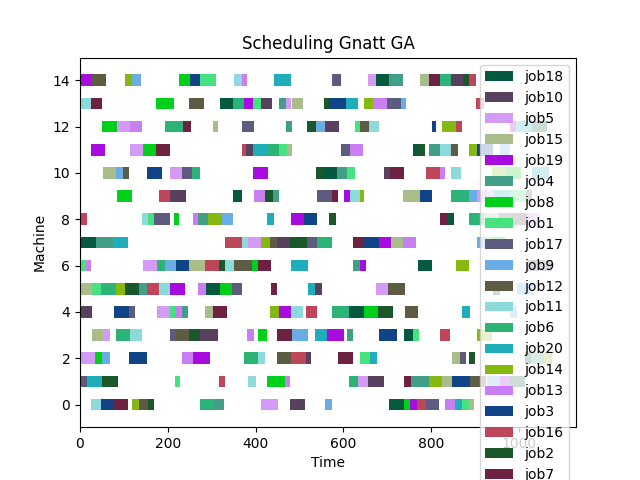 Scheduling Gnatt GA
14
12
10
8
6
4
2
0
Machine
0 200 400 600 800 1000
Time
job18
job10
job5
job15
job19
job4
job8
job1
job17
job9
job12
job11
job6
job20
job14
job13
job3
job16
job2
job7